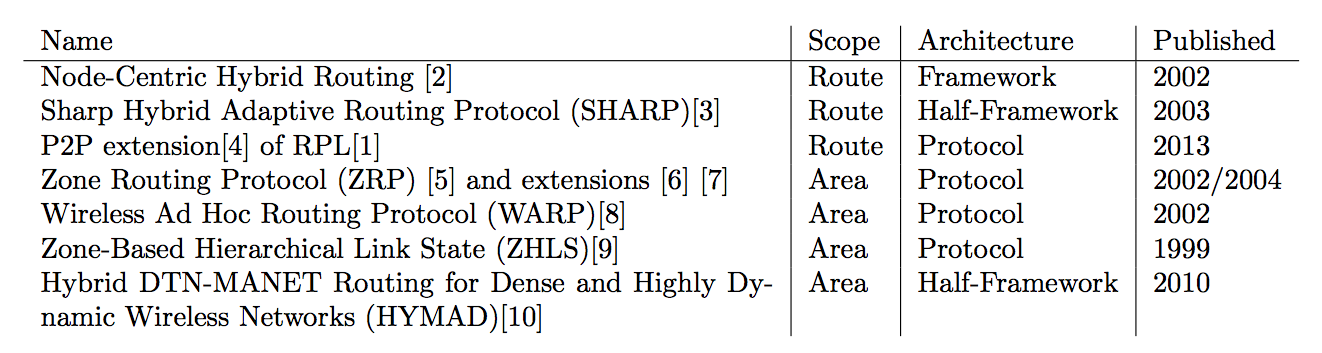 Name Scope Architecture Published
Node-Centric Hybrid Routing [2] Route Framework 2002
Sharp Hybrid Adaptive Routing Protocol (SHARP)[3] Route Half-Framework 2003
P2P extension[4] of RPL[1] Route Protocol 2013
Zone Routing Protocol (ZRP) [5] and extensions [6] [7] Area Protocol 2002/2004
Wireless Ad Hoc Routing Protocol (WARP)[8] Area Protocol 2002
Zone-Based Hierarchical Link State (ZHLS)[9] Area Protocol 1999
Hybrid DTN-MANET Routing for Dense and Highly Dy- Area Half-Framework 2010
namic Wireless Networks (HYMAD)[10]